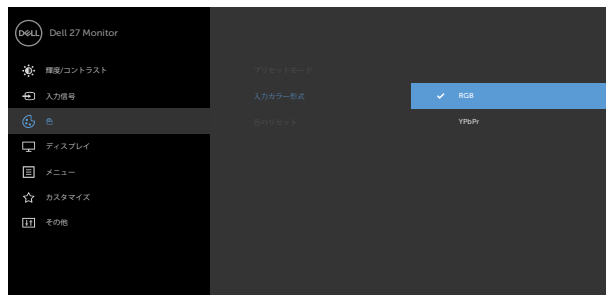 DELL Dell 27 Monitor
輝度/コントラスト
入力信号
色
ディスプレイ
メニュー
カスタマイズ
その他
プリセットモード
入力カラー形式
色のリセット
✓ RGB
YPbPr